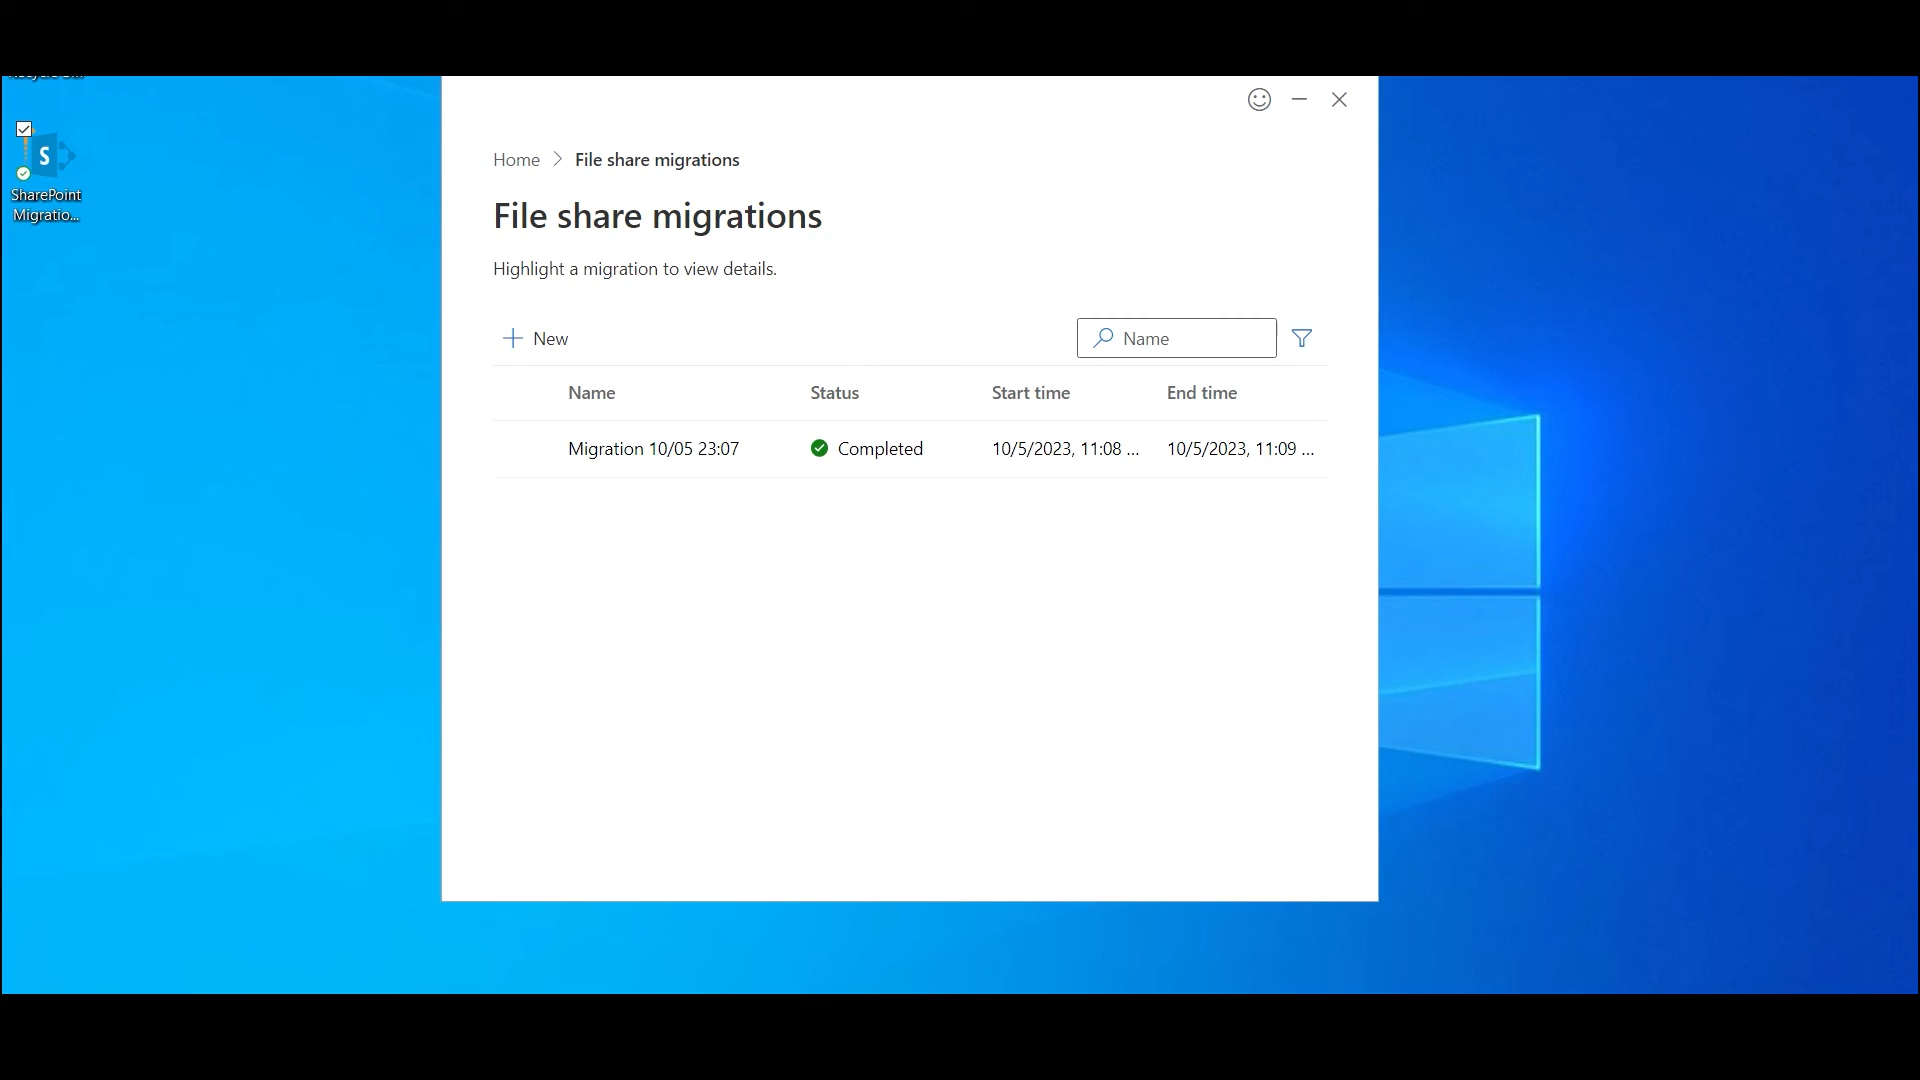 SharePoint
Migratio...
Home > File share migrations
File share migrations
Highlight a migration to view details.
New
Name
Name Status Start time End time
Migration 10/05 23:07 Completed 10/5/2023, 11:08 ... 10/5/2023, 11:09 ...